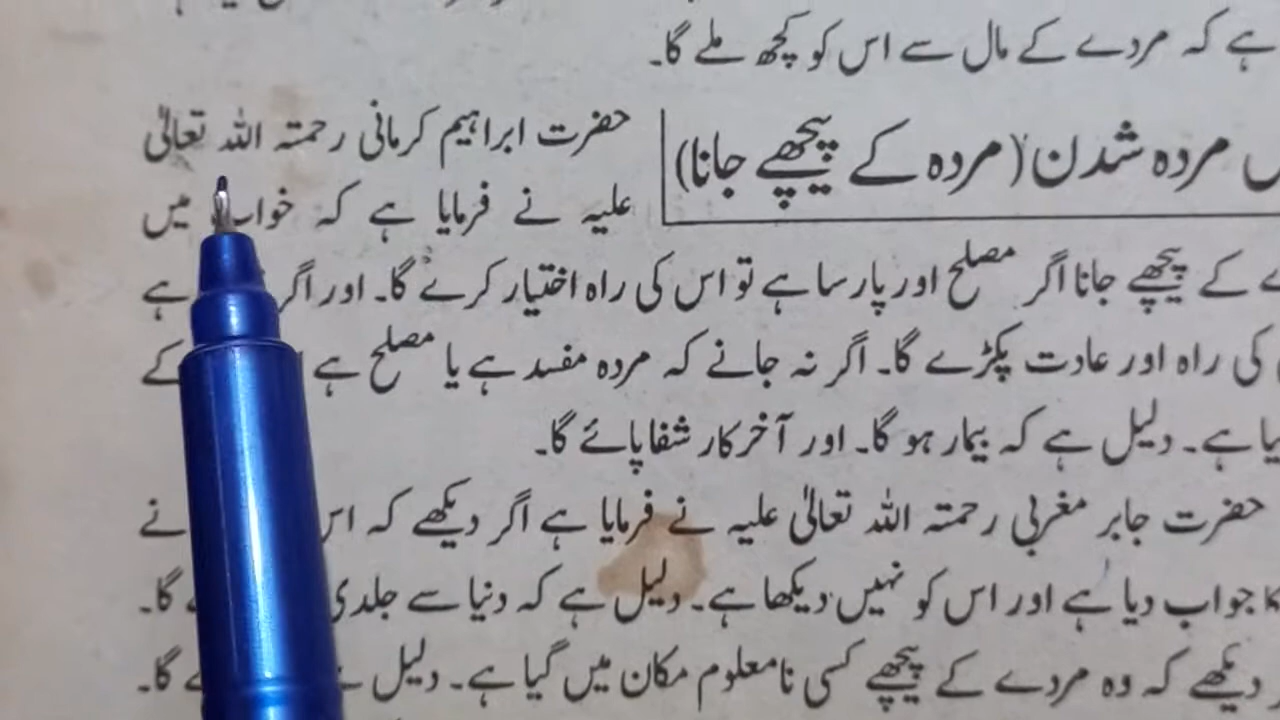 ہے کہ مردے کے مال سے اس کو کچھ ملے گا۔
مردہ شدن (مردہ کے پیچھے جانا)
حضرت ابراہیم کرمانی رحمتہ اللہ تعالیٰ
علیہ نے فرمایا ہے کہ خواب میں
کے پیچھے جانا اگر مصلح اور پارسا ہے تو اس کی راہ اختیار کرے گا۔ اور اگر ہے
کی راہ اور عادت پکڑے گا۔ اگر نہ جانے کہ مردہ مفسد ہے یا مصلح ہے کے
ہے۔ دلیل ہے کہ بیمار ہو گا۔ اور آخر کار شفا پائے گا۔
حضرت جابر مغربی رحمتہ اللہ تعالیٰ علیہ نے فرمایا ہے اگر دیکھے کہ نے
جواب دیا ہے اور اس کو نہیں دیکھا ہے۔ دلیل ہے کہ دنیا سے جلدی گا۔
دیکھے کہ وہ مردے کے پیچھے کسی نامعلوم مکان میں گیا ہے۔ دلیل گا۔